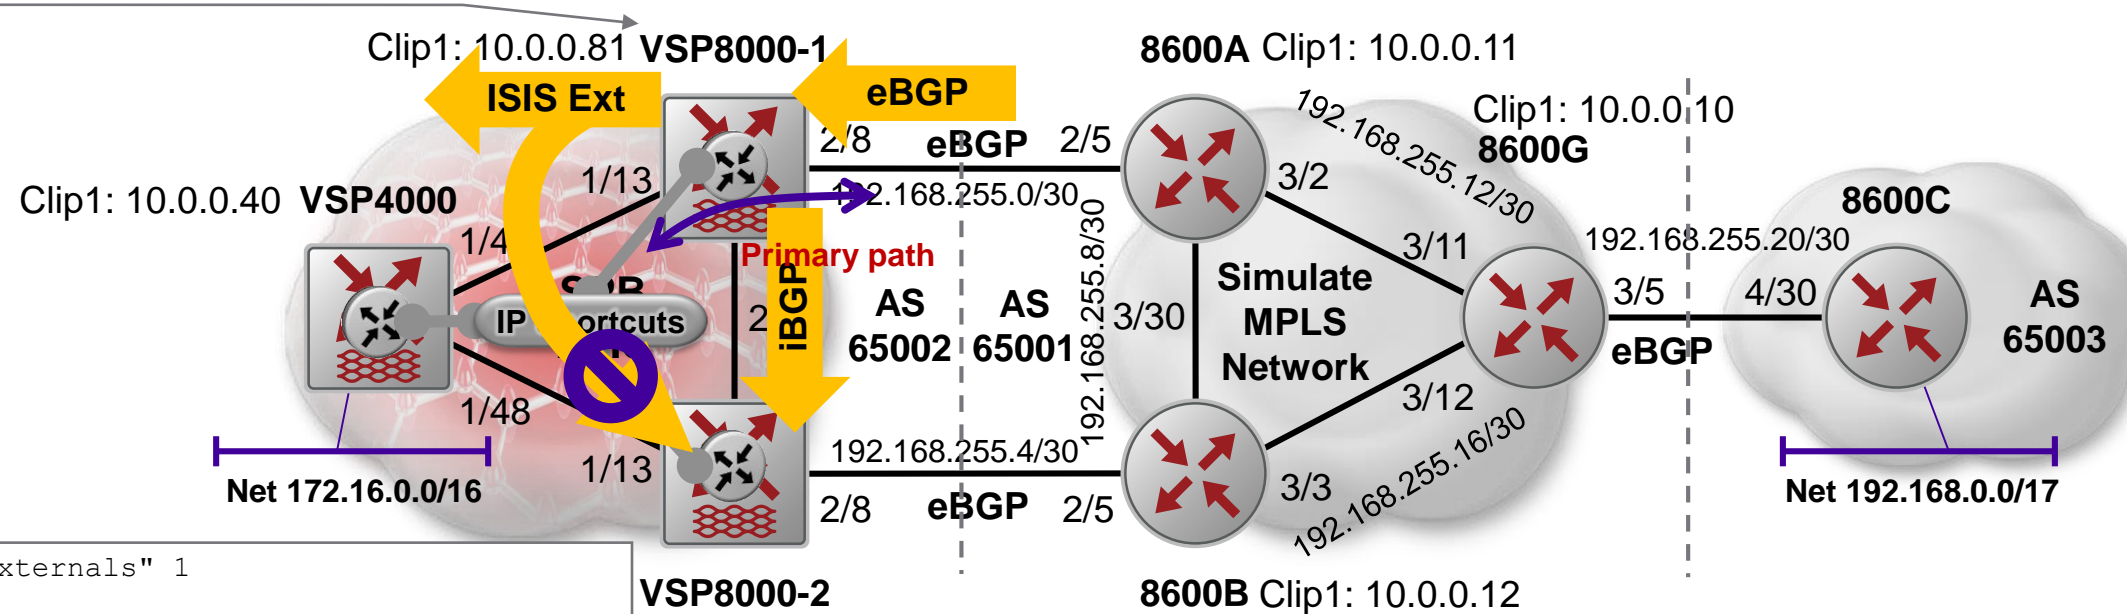 Clip1: 10.0.0.81 VSP8000-1
8600A Clip1: 10.0.0.11
ISIS Ext
eBGP
Clip1: 10.0.0.10
8600G
2/8
eBGP
2/5
192.168.255.12/30
Clip1: 10.0.0.40 VSP4000
1/13
3/2
192.168.255.0/30
8600C
1/4
Primary path
192.168.255.8/30
3/11
192.168.255.20/30
IP Shortcuts
2
iBGP
AS
65002
AS
65001
3/30
Simulate
MPLS
Network
3/5
4/30
eBGP
AS
65003
1/48
3/12
192.168.255.16/30
1/13
192.168.255.4/30
Net 172.16.0.0/16
2/8
eBGP
2/5
3/3
Net 192.168.0.0/17
xternals" 1
VSP8000-2
8600B Clip1: 10.0.0.12